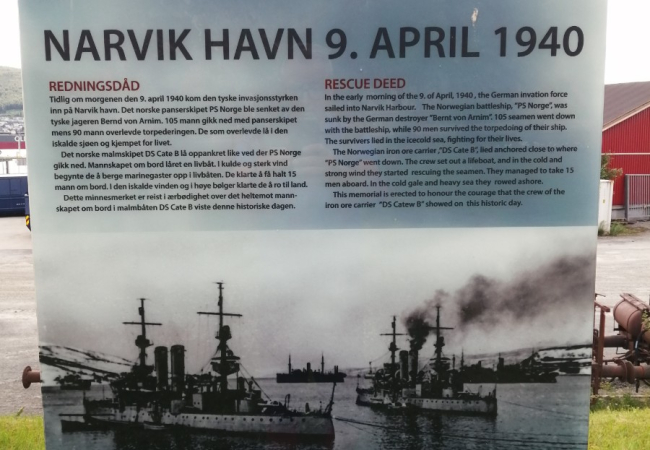 NARVIK HAVN 9. APRIL 1940
REDNINGSDÅD
Tidlig om morgenen den 9. april 1940 kom den tyske invasjonsstyrken
inn på Narvik havn. Det norske panserskipet PS Norge ble senket av den
tyske jageren Bernd von Arnim. 105 mann gikk ned med panserskipet
mens 90 mann overlevde torpederingen. De som overlevde lå i den
iskalde sjøen og kjempet for livet.
Det norske malmskipet DS Cate B lå oppankret like ved der PS Norge
gikk ned. Mannskapet om bord låret en livbåt. I kulde og sterk vind
begynte de å berge marinegaster opp i livbåten. De klarte å få halt 15
mann om bord. I den iskalde vinden og i høye bølger klarte de å ro til land.
Dette minnesmerket er reist i ærbødighet over det heltemot mann-
skapet om bord i malmbåten DS Cate B viste denne historiske dagen.
RESCUE DEED
In the early morning of the 9. of April, 1940 , the German invation force
sailed into Narvik Harbour. The Norwegian battleship, "PS Norge", was
sunk by the German destroyer "Bernt von Arnim". 105 seamen went down
with the battleship, while 90 men survived the torpedoing of their ship.
The survivers lied in the icecold sea, fighting for their lives.
The Norwegian iron ore carrier, "DS Cate B", lied anchored close to where
"PS Norge" went down. The crew set out a lifeboat, and in the cold and
strong wind they started rescuing the seamen. They managed to take 15
men aboard. In the cold gale and heavy sea they rowed ashore.
This memorial is erected to honour the courage that the crew of the
iron ore carrier "DS Catew B" showed on this historic day.